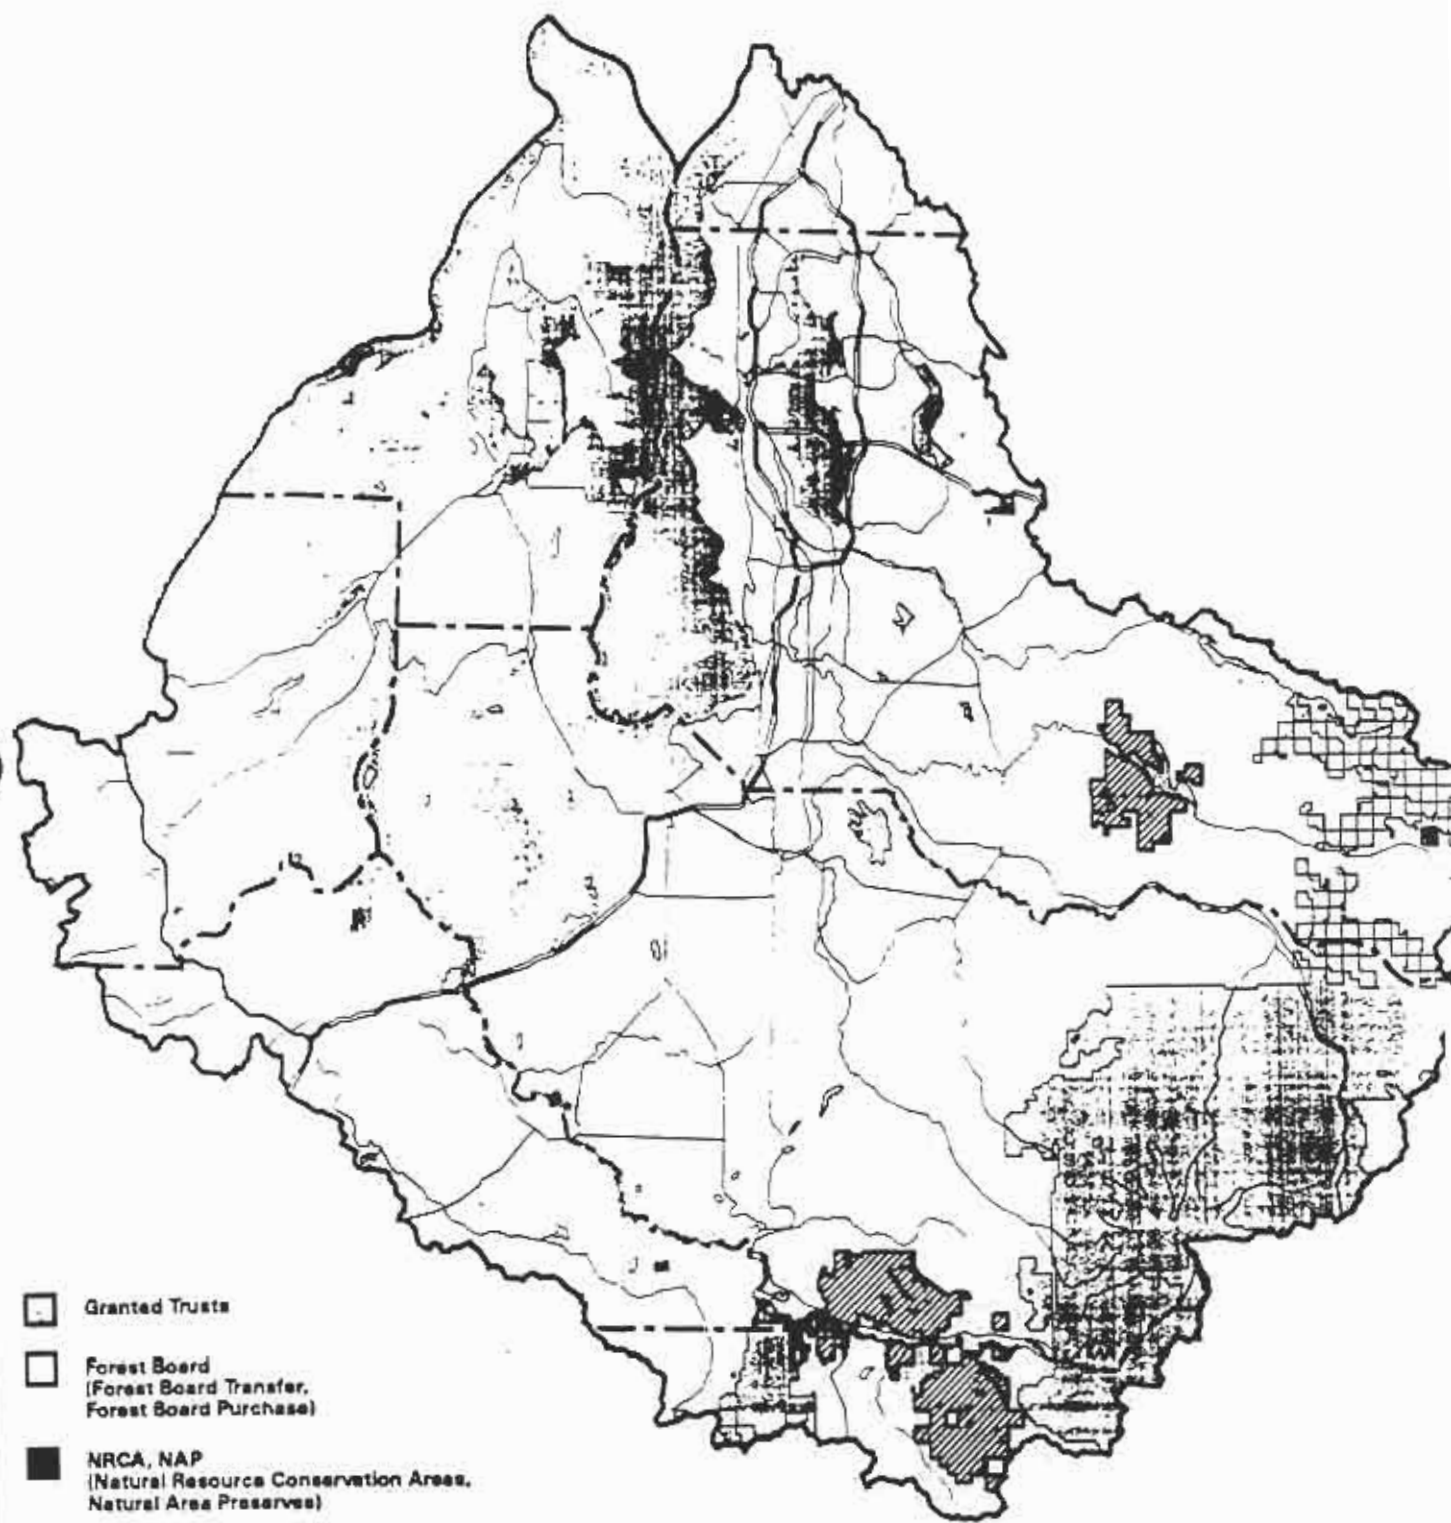 Granted Trusts
Forest Board
(Forest Board Transfer,
Forest Board Purchase)
NRCA, NAP
(Natural Resource Conservation Areas,
Natural Area Preserves)